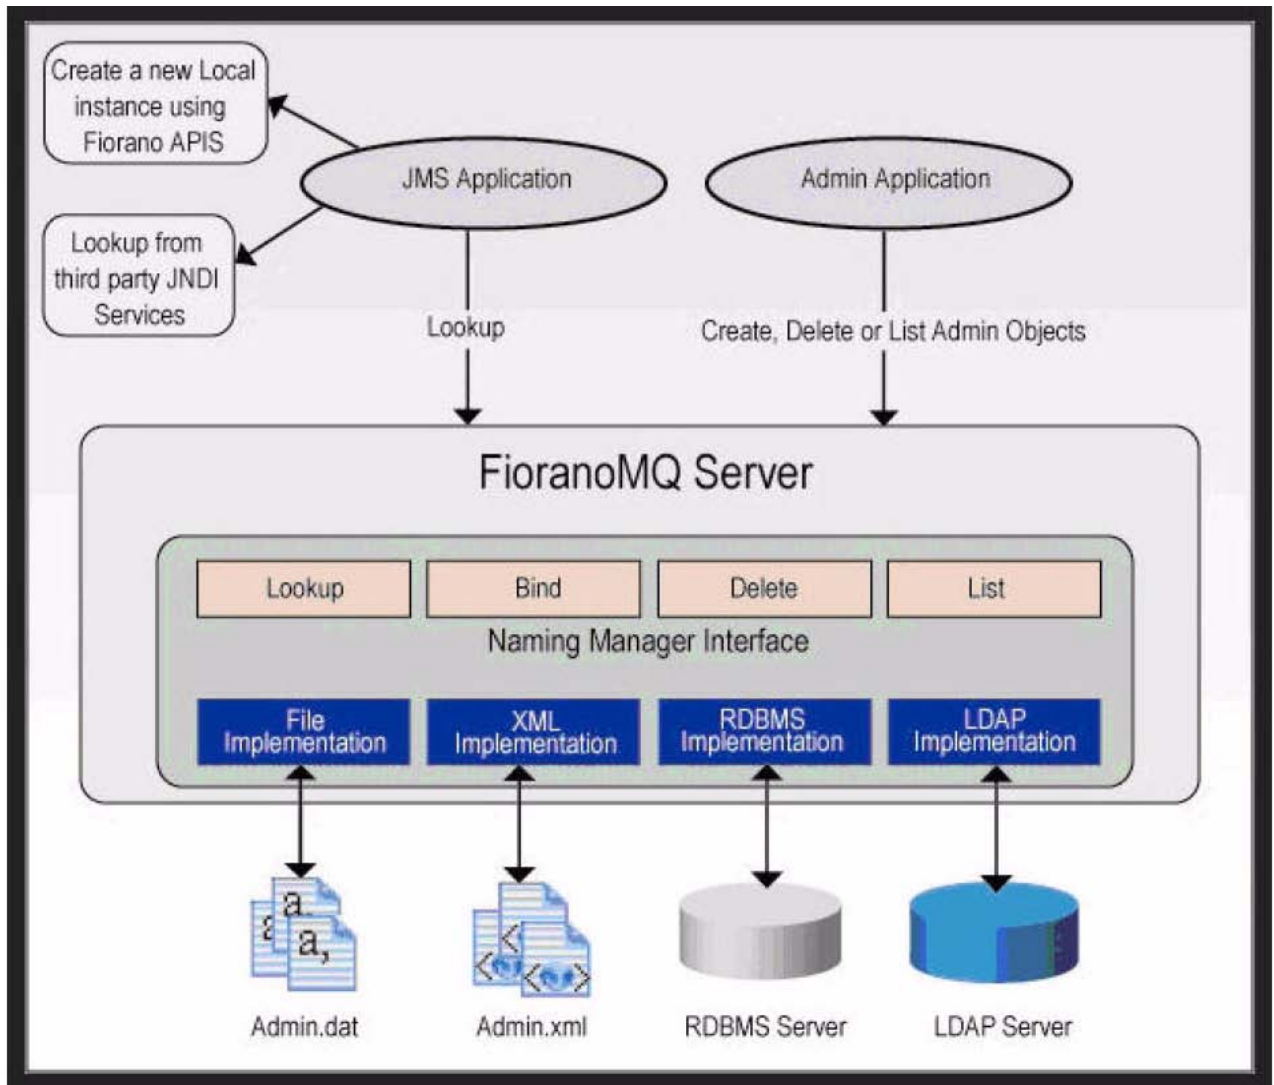 Create a new Local
instance using
Fiorano APIS
JMS Application
Admin Application
Lookup from
third party JNDI
Services
Lookup
Create, Delete or List Admin Objects
FioranoMQ Server
Lookup
Bind
Delete
List
Naming Manager Interface
File
Implementation
XML
Implementation
RDBMS
Implementation
LDAP
Implementation
a,
a
a,
<
<
>
<
>
Admin.dat
Admin.xml
RDBMS Server
LDAP Server